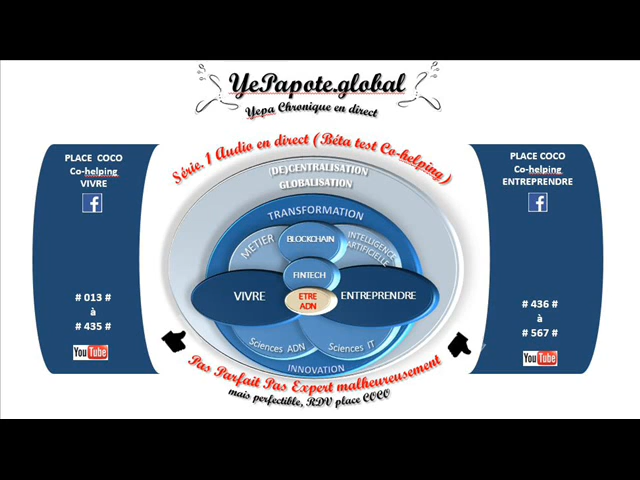 YePapote.global
Yepa Chronique en direct
Série, 1 Audio en direct (Béta test Co-helping)
PLACE COCO
Co-helping
VIVRE
# 013 #
à
# 435 #
YouTube
(DE)CENTRALISATION
GLOBALISATION
TRANSFORMATION
METIER
BLOCKCHAIN
INTELLIGENCE
ARTIFICIELLE
FINTECH
VIVRE
ETRE
ADN
ENTREPRENDRE
Sciences ADN
Sciences IT
INNOVATION
PLACE COCO
Co-helping
ENTREPRENDRE
# 436 #
à
# 567 #
YouTube
Pas Parfait Pas Expert malheureusement
mais perfectible, RDV place COCO